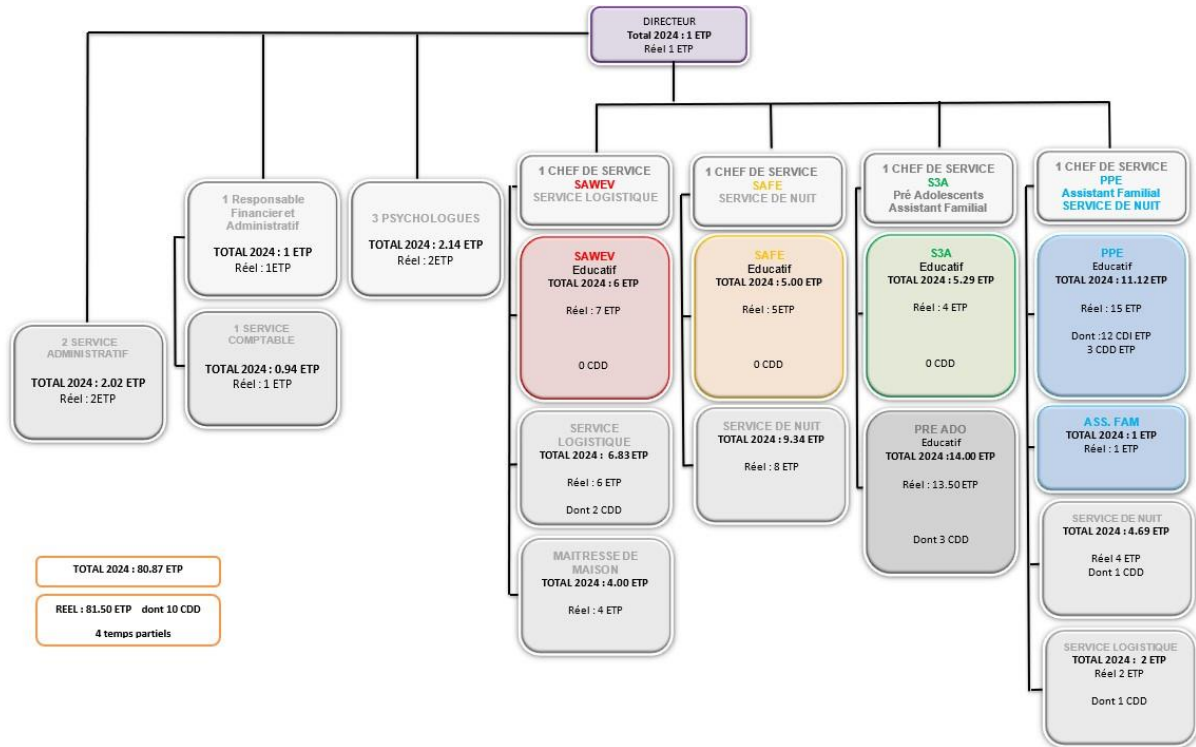 DIRECTEUR
Total 2024 : 1 ETP
Réel 1 ETP
2 SERVICE
ADMINISTRATIF
TOTAL 2024 : 2.02 ETP
Réel : 2ETP
1 Responsable
Financier et
Administratif
TOTAL 2024 : 1 ETP
Réel : 1ETP
1 SERVICE
COMPTABLE
TOTAL 2024 : 0.94 ETP
Réel : 1 ETP
3 PSYCHOLOGUES
TOTAL 2024 : 2.14 ETP
Réel : 2ETP
1 CHEF DE SERVICE
SAWEV
SERVICE LOGISTIQUE
SAWEV
Educatif
TOTAL 2024 : 6 ETP
Réel : 7 ETP
0 CDD
SERVICE
LOGISTIQUE
TOTAL 2024 : 6.83 ETP
Réel : 6 ETP
Dont 2 CDD
MAITRESSE DE
MAISON
TOTAL 2024 : 4.00 ETP
Réel : 4 ETP
1 CHEF DE SERVICE
SAFE
SERVICE DE NUIT
SAFE
Educatif
TOTAL 2024 : 5.00 ETP
Réel : 5ETP
0 CDD
SERVICE DE NUIT
TOTAL 2024 : 9.34 ETP
Réel : 8 ETP
1 CHEF DE SERVICE
S3A
Pré Adolescents
Assistant Familial
S3A
Educatif
TOTAL 2024 : 5.29 ETP
Réel : 4 ETP
0 CDD
PRE ADO
Educatif
TOTAL 2024 :14.00 ETP
Réel : 13.50 ETP
Dont 3 CDD
1 CHEF DE SERVICE
PPE
Assistant Familial
SERVICE DE NUIT
PPE
Educatif
TOTAL 2024 : 11.12 ETP
Réel : 15 ETP
Dont :12 CDI ETP
3 CDD ETP
ASS. FAM
TOTAL 2024 : 1 ETP
Réel : 1 ETP
SERVICE DE NUIT
TOTAL 2024 : 4.69 ETP
Réel 4 ETP
Dont 1 CDD
SERVICE LOGISTIQUE
TOTAL 2024 : 2 ETP
Réel 2 ETP
Dont 1 CDD
TOTAL 2024 : 80.87 ETP
REEL : 81.50 ETP dont 10 CDD
4 temps partiels